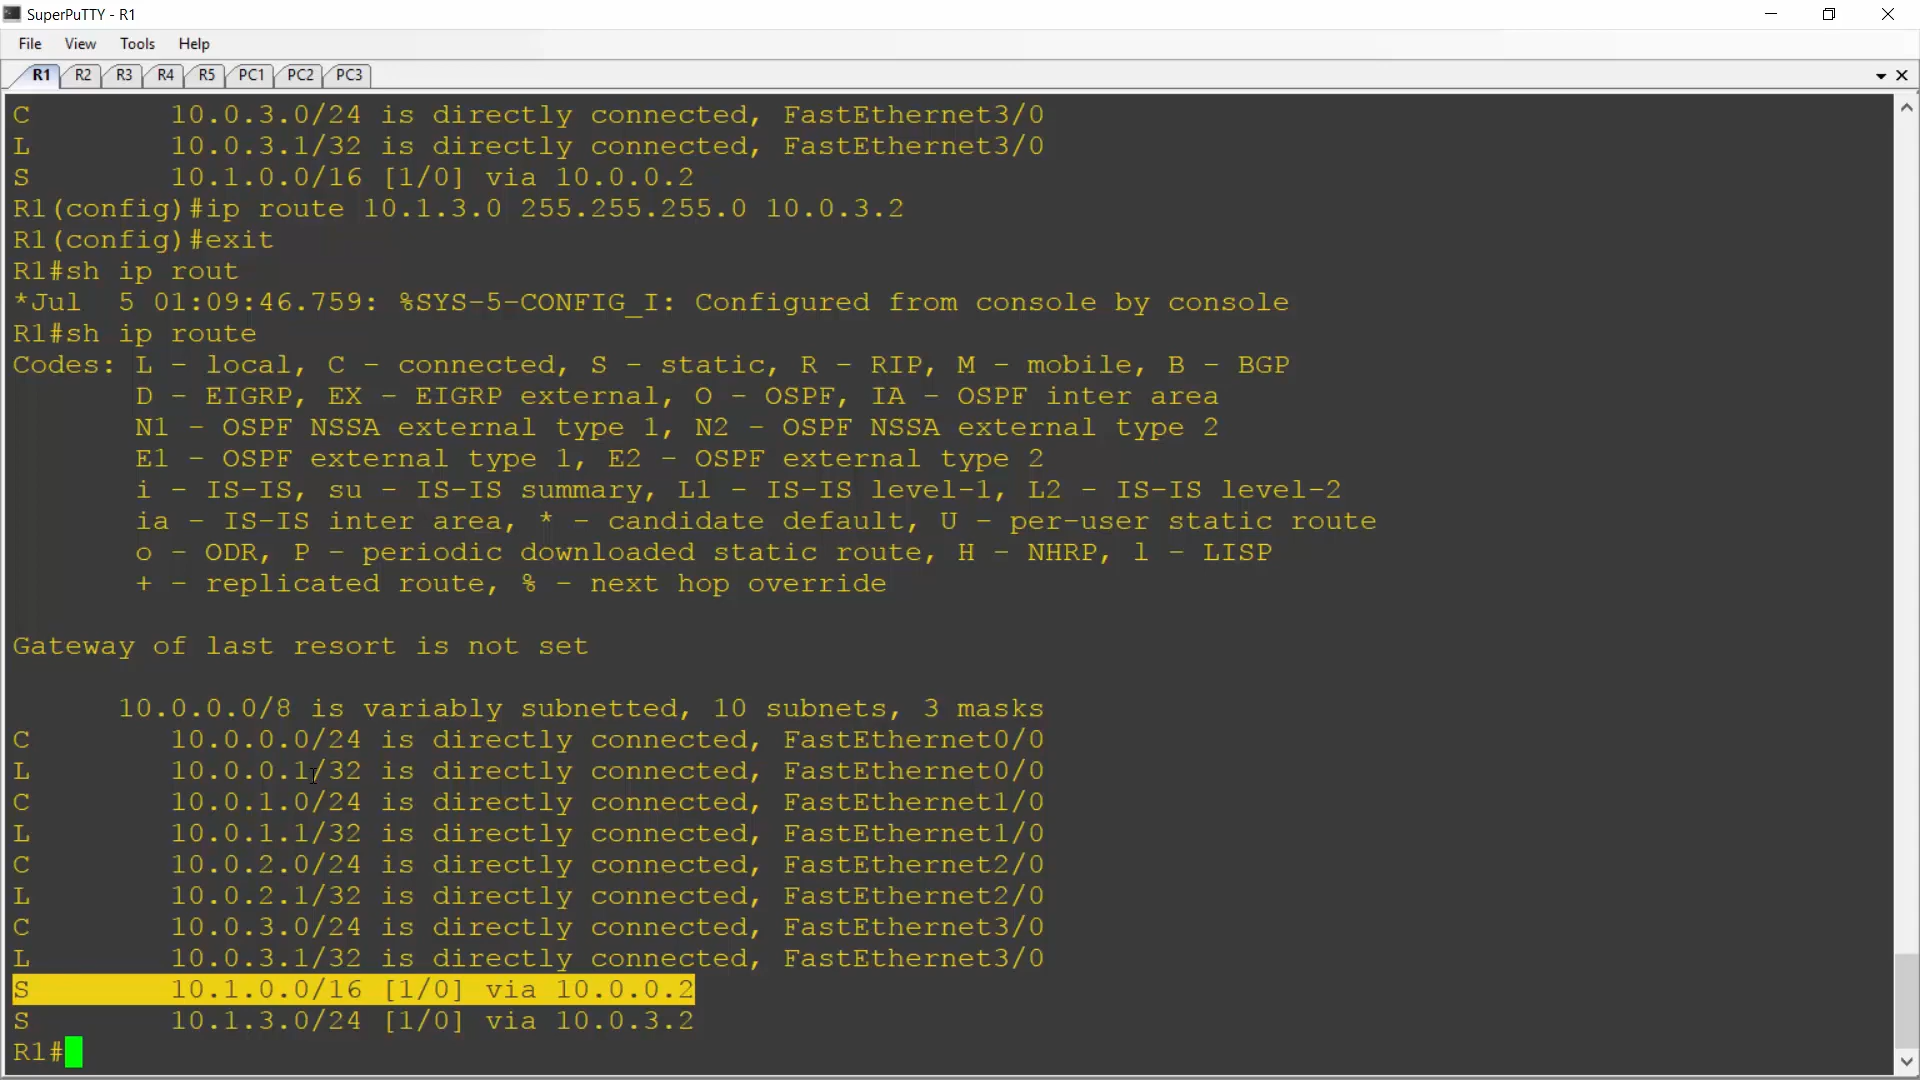 SuperPuTTY - R1
File View Tools Help
R1 R2 R3 R4 R5 PC1 PC2 PC3
C 10.0.3.0/24 is directly connected, FastEthernet3/0
L 10.0.3.1/32 is directly connected, FastEthernet3/0
S 10.1.0.0/16 [1/0] via 10.0.0.2
R1(config)#ip route 10.1.3.0 255.255.255.0 10.0.3.2
R1(config)#exit
R1#sh ip rout
*Jul  5 01:09:46.759: %SYS-5-CONFIG_I: Configured from console by console
R1#sh ip route
Codes: L - local, C - connected, S - static, R - RIP, M - mobile, B - BGP
D - EIGRP, EX - EIGRP external, O - OSPF, IA - OSPF inter area
N1 - OSPF NSSA external type 1, N2 - OSPF NSSA external type 2
E1 - OSPF external type 1, E2 - OSPF external type 2
i - IS-IS, su - IS-IS summary, L1 - IS-IS level-1, L2 - IS-IS level-2
ia - IS-IS inter area, * - candidate default, U - per-user static route
o - ODR, P - periodic downloaded static route, H - NHRP, l - LISP
+ - replicated route, % - next hop override
Gateway of last resort is not set
10.0.0.0/8 is variably subnetted, 10 subnets, 3 masks
C 10.0.0.0/24 is directly connected, FastEthernet0/0
L 10.0.0.1/32 is directly connected, FastEthernet0/0
C 10.0.1.0/24 is directly connected, FastEthernet1/0
L 10.0.1.1/32 is directly connected, FastEthernet1/0
C 10.0.2.0/24 is directly connected, FastEthernet2/0
L 10.0.2.1/32 is directly connected, FastEthernet2/0
C 10.0.3.0/24 is directly connected, FastEthernet3/0
L 10.0.3.1/32 is directly connected, FastEthernet3/0
S 10.1.0.0/16 [1/0] via 10.0.0.2
S 10.1.3.0/24 [1/0] via 10.0.3.2
R1#